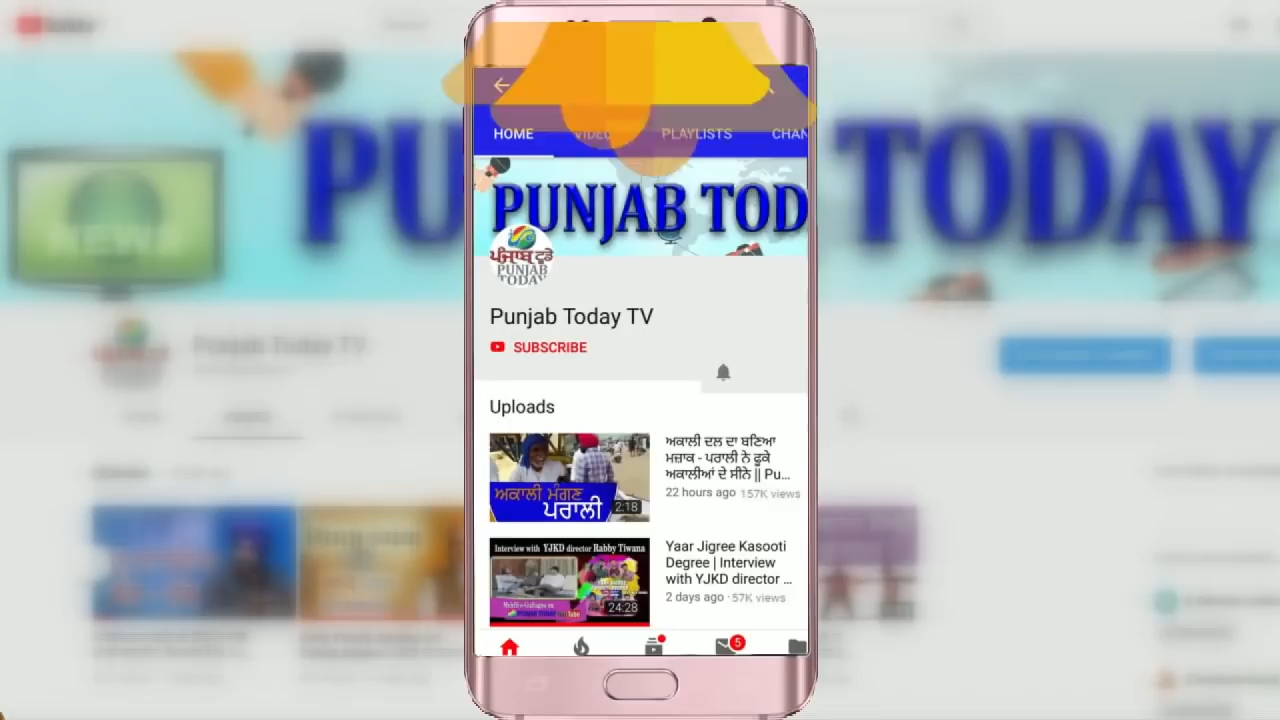 HOME
VIDEO
PLAYLISTS
CHAN
PUNJAB TOD
PU
TODAY
NEWS
ਪੰਜਾਬ ਟੂਡੇ
PUNJAB
TODAY
Punjab Today TV
SUBSCRIBE
Uploads
ਅਕਾਲੀ ਮੰਗਣ
ਪਰਾਲੀ
2:18
ਅਕਾਲੀ ਦਲ ਦਾ ਬਣਿਆ
ਮਜ਼ਾਕ - ਪਰਾਲੀ ਨੇ ਫੂਕੇ
ਅਕਾਲੀਆਂ ਦੇ ਸੀਨੇ || Pu...
22 hours ago 157K views
Interview with YJKD director Rabby Tiwana
24:28
Yaar Jigree Kasooti
Degree | Interview
with YJKD director ...
2 days ago · 57K views
5